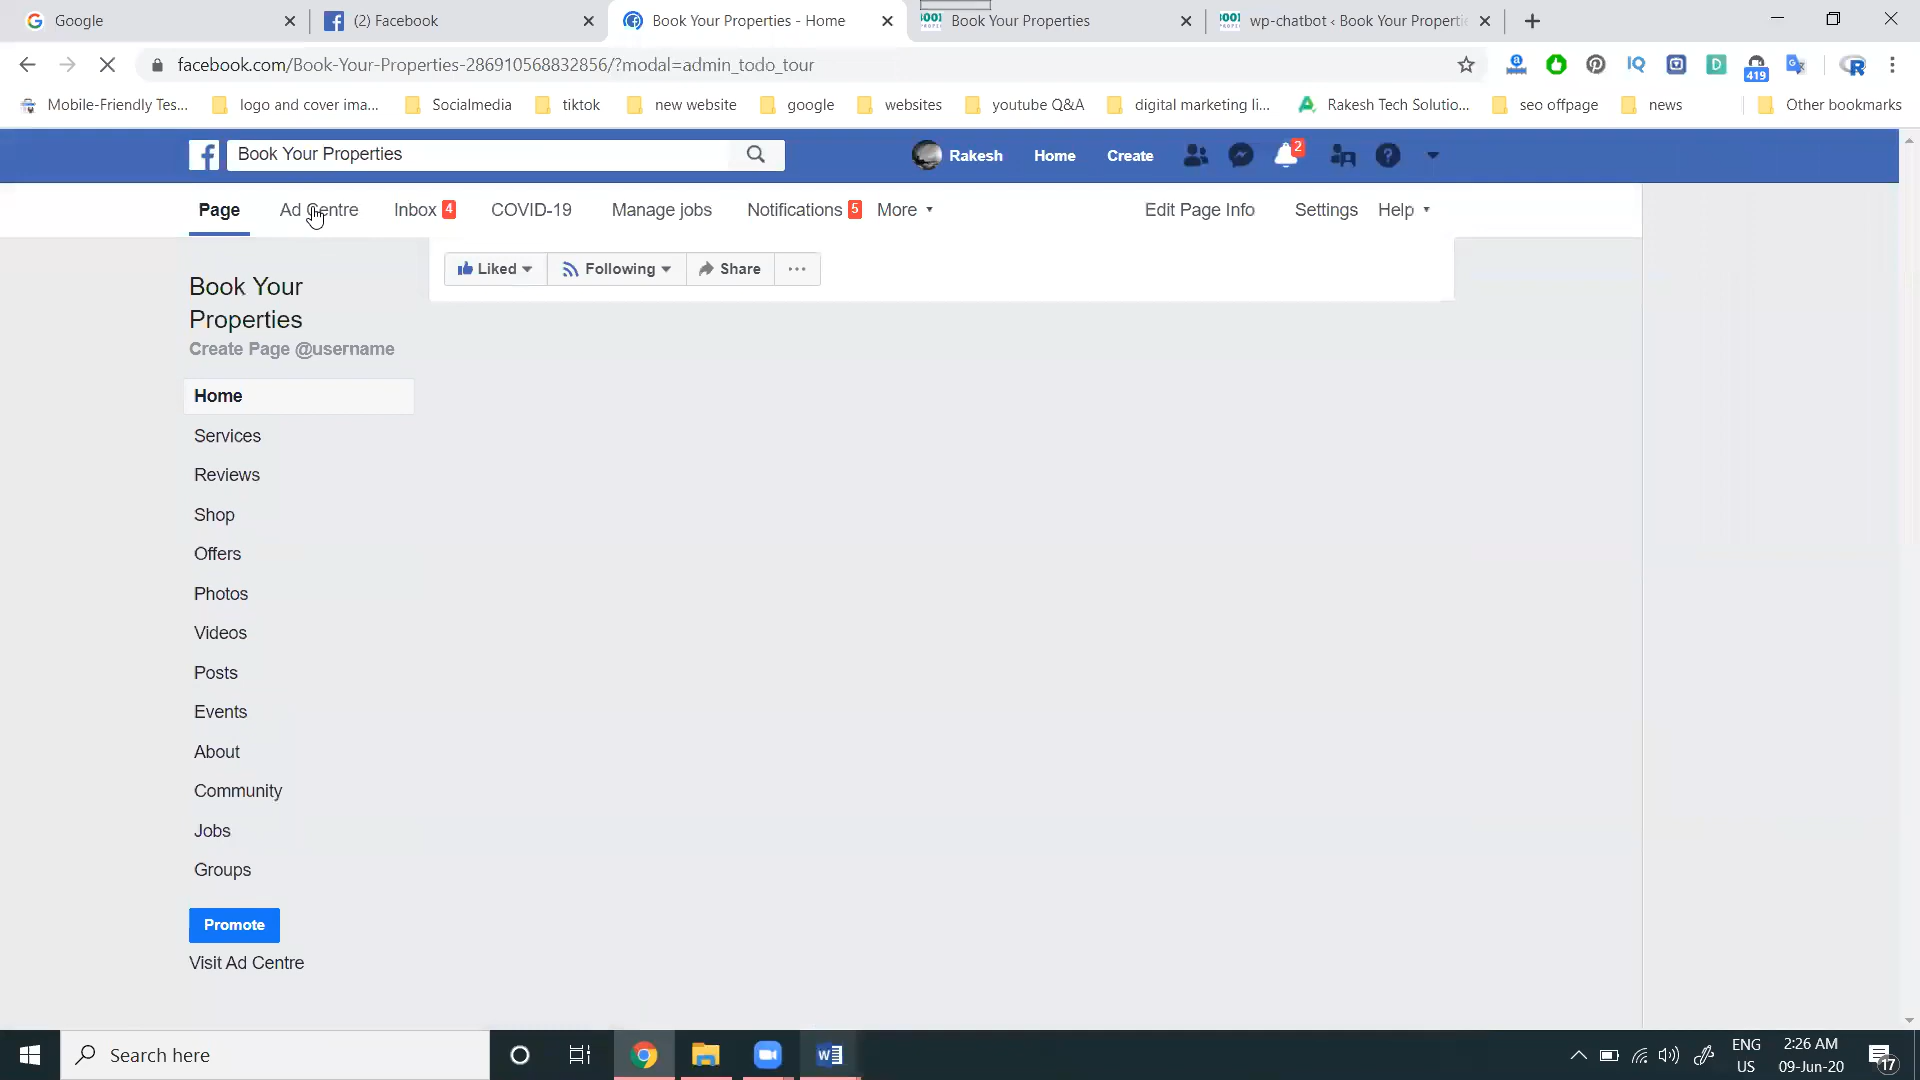 Google
(2) Facebook
Book Your Properties - Home
Book Your Properties
wp-chatbot ‹ Book Your Properti
facebook.com/Book-Your-Properties-286910568832856/?modal=admin_todo_tour
419
Mobile-Friendly Tes...
logo and cover ima...
Socialmedia
tiktok
new website
google
websites
youtube Q&A
digital marketing li...
Rakesh Tech Solutio...
seo offpage
news
Other bookmarks
Book Your Properties
Rakesh
Home
Create
2
Page
Ad Centre
Inbox 4
COVID-19
Manage jobs
Notifications 5
More
Edit Page Info
Settings
Help
Liked
Following
Share
Book Your
Properties
Create Page @username
Home
Services
Reviews
Shop
Offers
Photos
Videos
Posts
Events
About
Community
Jobs
Groups
Promote
Visit Ad Centre
Search here
ENG
US
2:26 AM
09-Jun-20
17